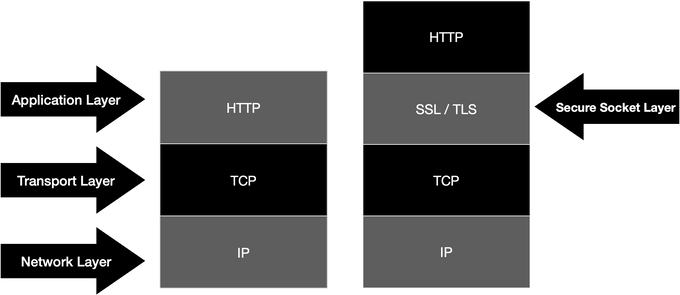 HTTP
Application Layer
HTTP
SSL / TLS
Secure Socket Layer
Transport Layer
TCP
TCP
Network Layer
IP
IP